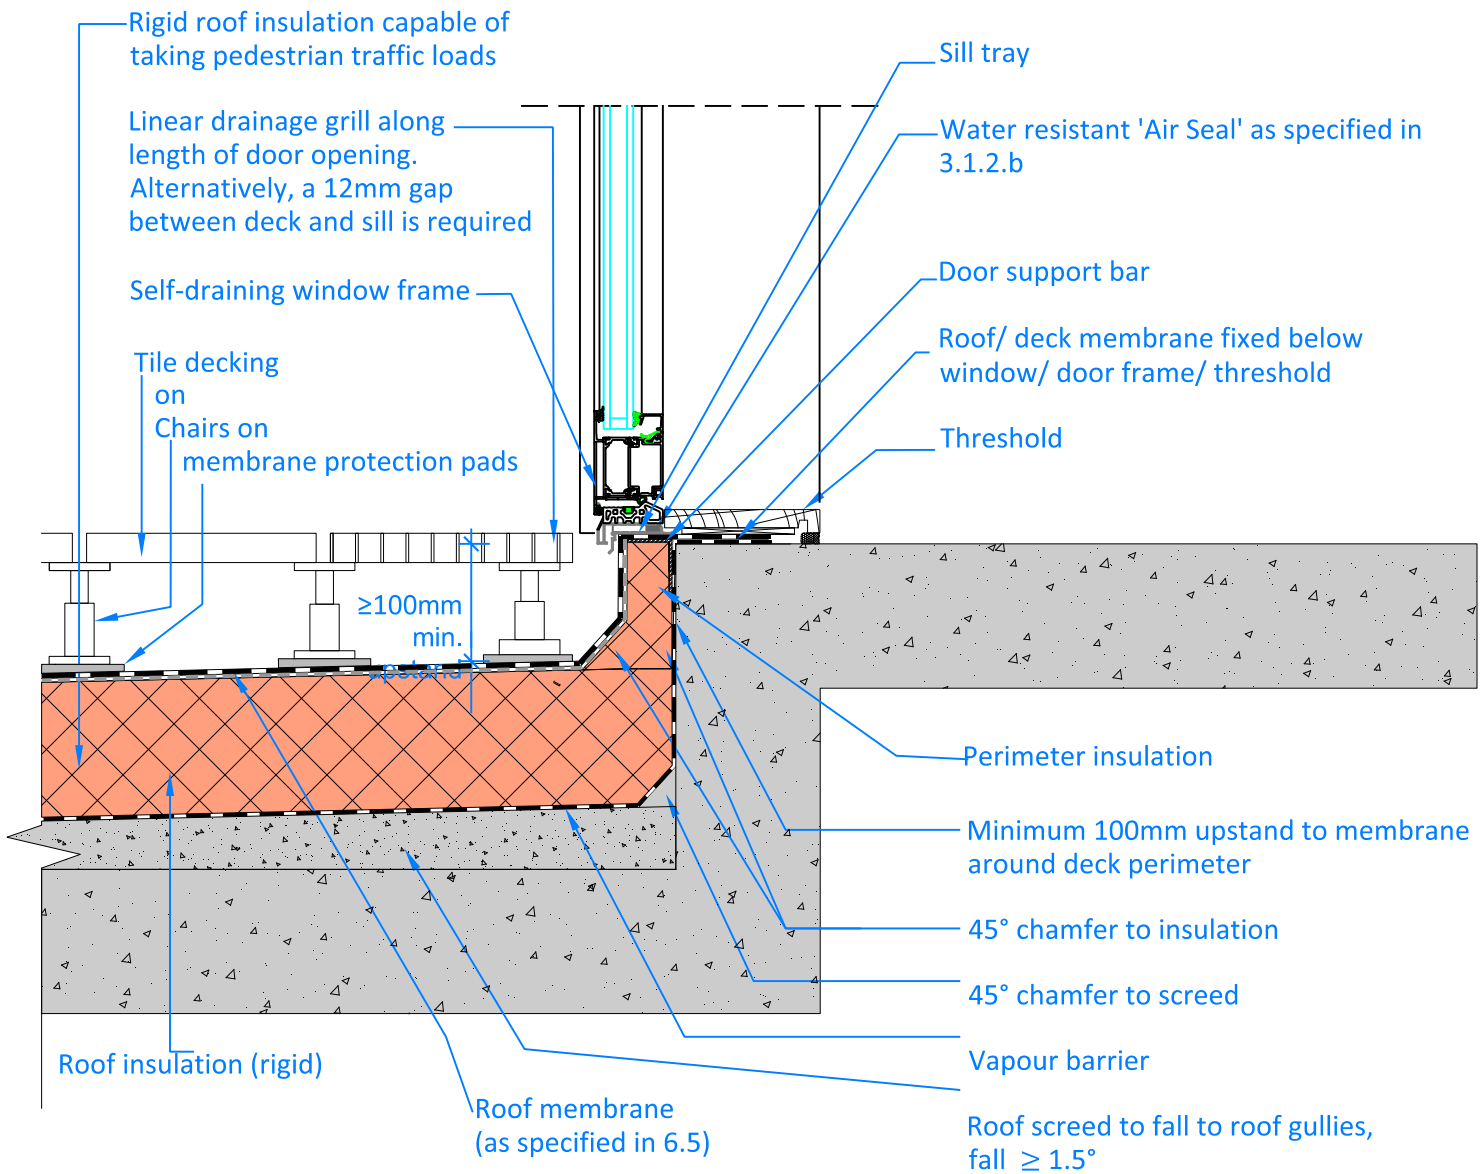 Rigid roof insulation capable of
taking pedestrian traffic loads
Linear drainage grill along
length of door opening.
Alternatively, a 12mm gap
between deck and sill is required
Self-draining window frame
Tile decking
on
Chairs on
membrane protection pads
≥100mm
min.
upstand
Roof insulation (rigid)
Roof membrane
(as specified in 6.5)
Sill tray
Water resistant 'Air Seal' as specified in
3.1.2.b
Door support bar
Roof/ deck membrane fixed below
window/ door frame/ threshold
Threshold
Perimeter insulation
Minimum 100mm upstand to membrane
around deck perimeter
45° chamfer to insulation
45° chamfer to screed
Vapour barrier
Roof screed to fall to roof gullies,
fall ≥ 1.5°